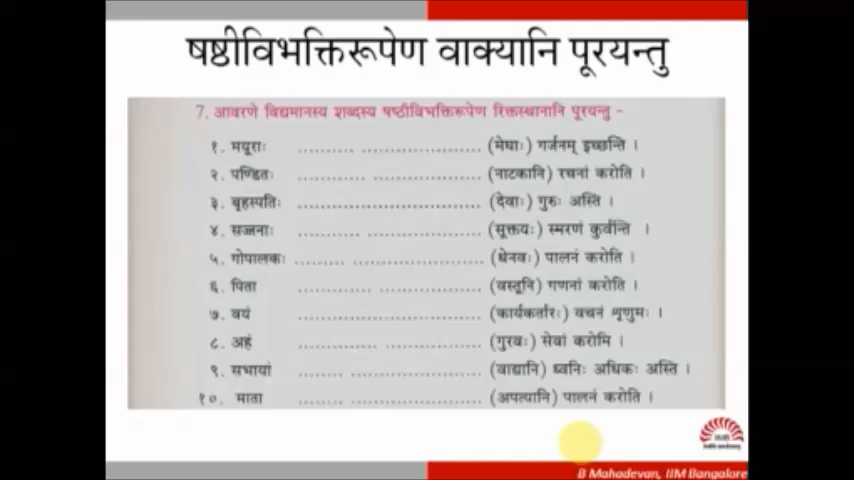 षष्ठीविभक्तिरूपेण वाक्यानि पूरयन्तु
7. आवरणे विद्यमानस्य शब्दस्य षष्ठीविभक्तिरूपेण रिक्तस्थानानि पूरयन्तु -
१. मयूराः .......... ..................... (मेघाः) गर्जनम् इच्छन्ति ।
२. पण्डितः .......... ..................... (नाटकानि) रचनां करोति ।
३. बृहस्पतिः ................................ (देवाः) गुरुः अस्ति ।
४. सज्जनाः ........ ....................... (सूक्तयः) स्मरणं कुर्वन्ति ।
५. गोपालकः ......... ....................... (धेनवः) पालनं करोति ।
६. पिता ........ ....................... (वस्तूनि) गणनां करोति ।
७. वयं ................................ (कार्यकर्तारः) वचनं शृणुमः ।
८. अहं ......... ..................... (गुरवः) सेवां करोमि ।
९. सभायां ........ ....................... (वाद्यानि) ध्वनिः अधिकः अस्ति ।
१०. माता ........ ..................... (अपत्यानि) पालनं करोति ।
B Mahadevan, IIM Bangalore